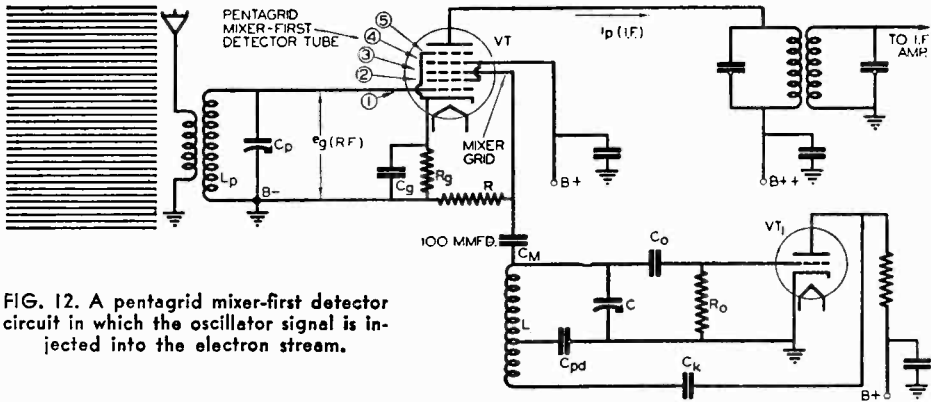 PENTAGRID
MIXER-FIRST
DETECTOR TUBE
⑤
④
③
②
①
VT
Ip (I.F.)
TO I.F.
AMP.
Lp
Cp
B-
eg (RF)
Cg
Rg
R
MIXER
GRID
B+
B++
100 MMFD.
CM
Co
VT1
L
C
Ro
Cpd
Ck
B+
FIG. 12. A pentagrid mixer-first detector
circuit in which the oscillator signal is in-
jected into the electron stream.